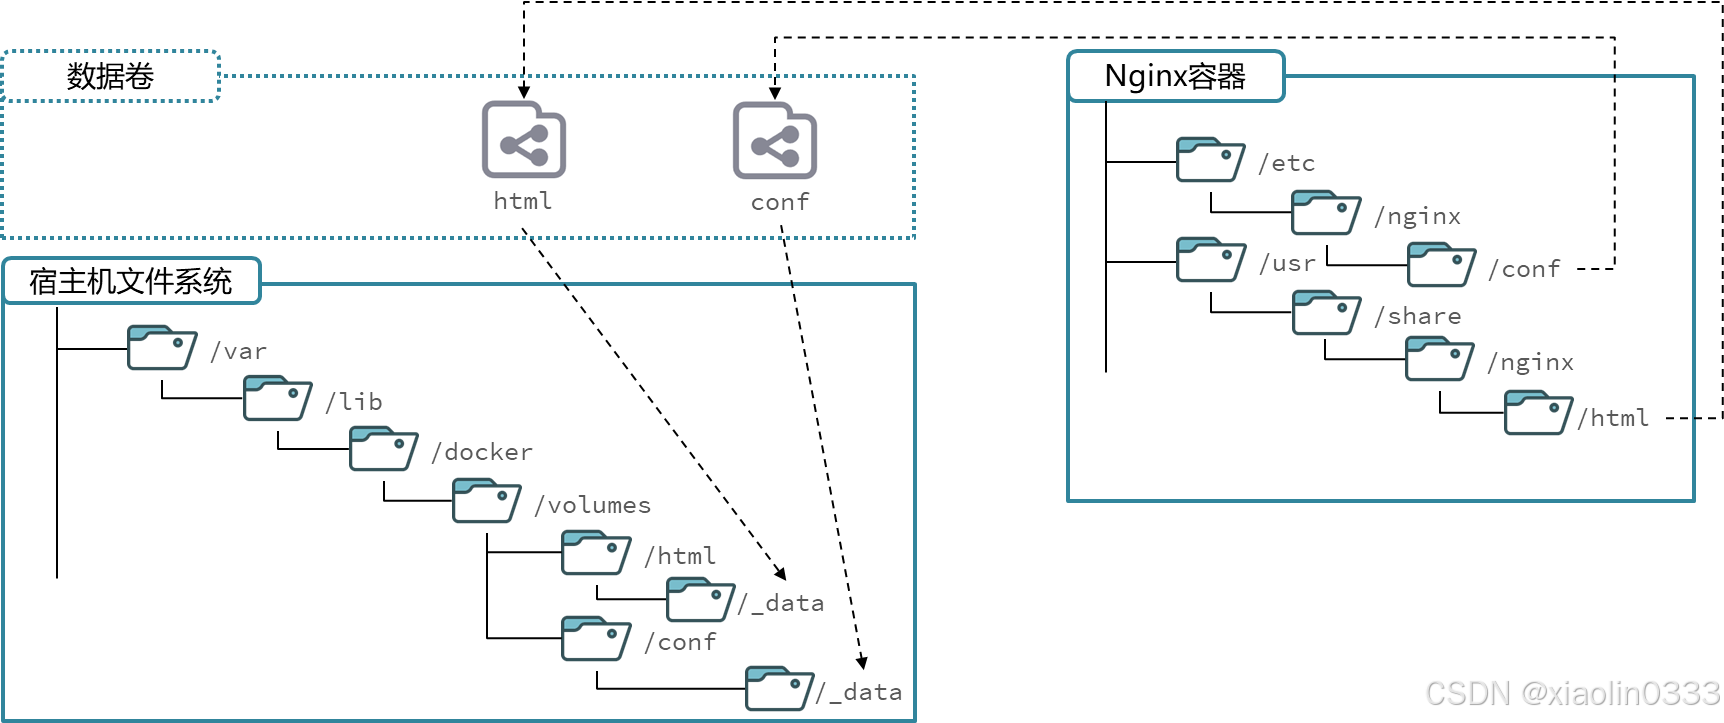 数据卷
html
conf
宿主机文件系统
/var
/lib
/docker
/volumes
/html
/_data
/conf
/_data
Nginx容器
/etc
/nginx
/conf
/usr
/share
/nginx
/html
CSDN @xiaolin0333